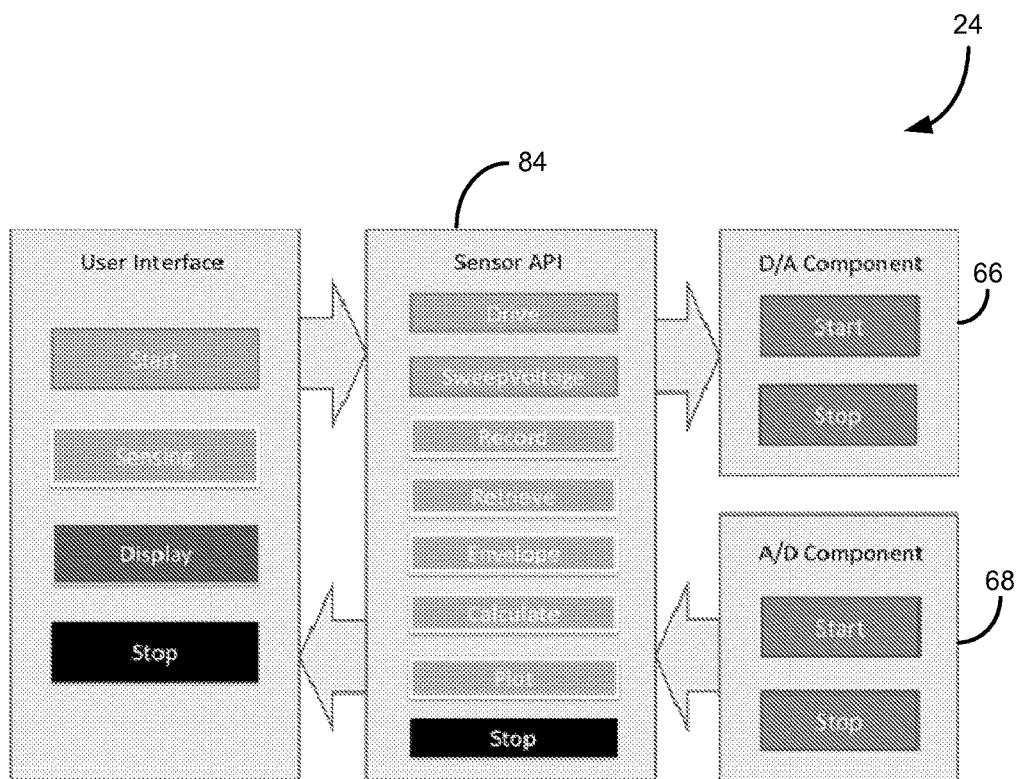 24
84
User Interface
Start
Sensing
Display
Stop
Sensor API
Drive
SweepVoltage
Record
Retrieve
Envelope
calculate
Plot
Stop
D/A Component
Start
Stop
66
A/D Component
Start
Stop
68